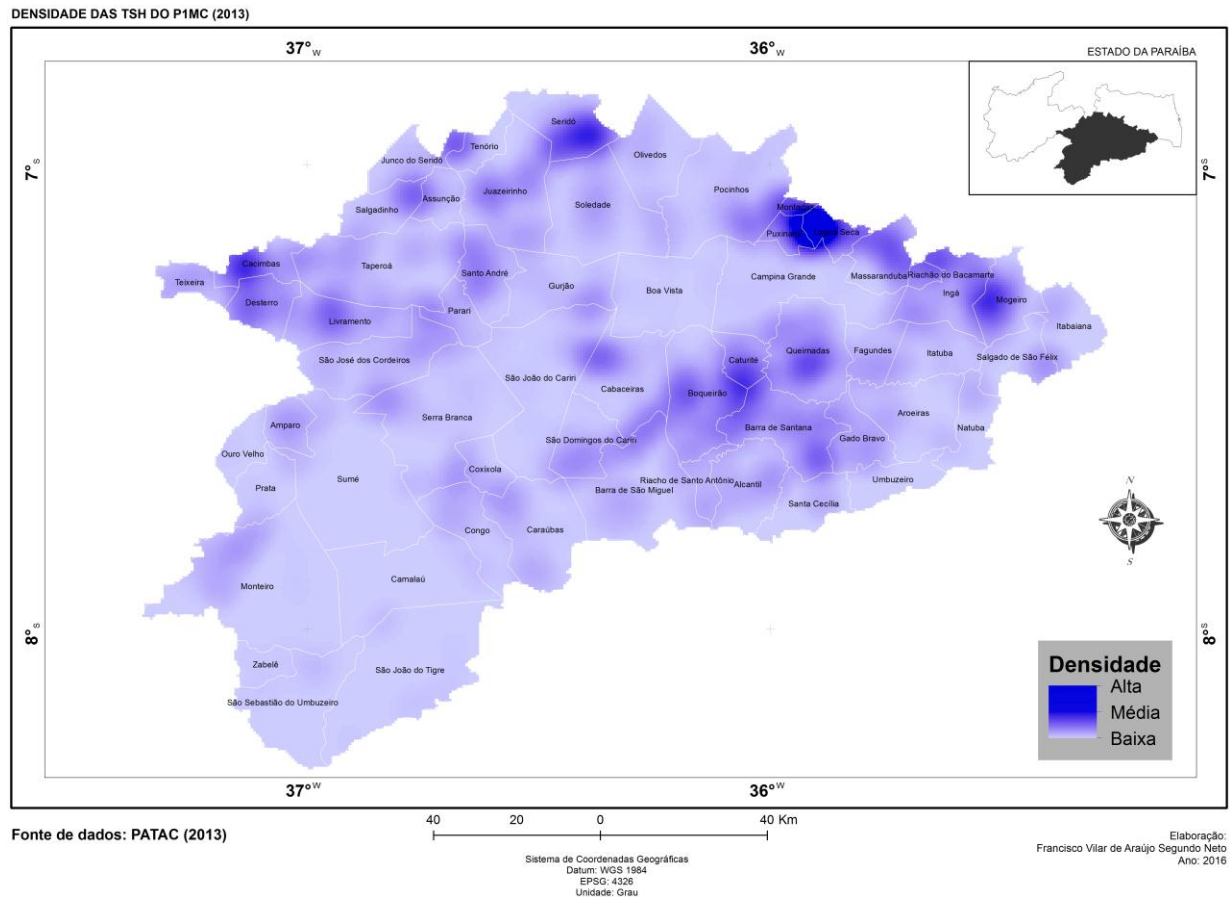 DENSIDADE DAS TSH DO P1MC (2013)
37° W
36° W
ESTADO DA PARAÍBA
7° S
7° S
Seridó
Tenório
Junco do Seridó
Olivedos
Pocinhos
Juazeirinho
Assunção
Salgadinho
Soledade
Montadas
Puxinanã
Lagoa Seca
Cacimbas
Taperoá
Santo André
Teixeira
Campina Grande
Massaranduba
Riachão do Bacamarte
Gurjão
Boa Vista
Ingá
Mogeiro
Desterro
Parari
Livramento
Itabaiana
São José dos Cordeiros
Caturité
Queimadas
Fagundes
Itatuba
Salgado de São Félix
São João do Cariri
Cabaceiras
Boqueirão
Serra Branca
Aroeiras
Amparo
Barra de Santana
Natuba
São Domingos do Cariri
Gado Bravo
Ouro Velho
Coxixola
Sumé
Riacho de Santo Antônio
Umbuzeiro
Prata
Barra de São Miguel
Alcantil
Santa Cecília
Congo
Caraúbas
N
S
Camalaú
Monteiro
8° S
8° S
Zabelê
São João do Tigre
São Sebastião do Umbuzeiro
Densidade
Alta
Média
Baixa
37° W
36° W
Fonte de dados: PATAC (2013)
40 20 0 40 Km
Sistema de Coordenadas Geográficas
Datum: WGS 1984
EPSG: 4326
Unidade: Grau
Elaboração:
Francisco Vilar de Araújo Segundo Neto
Ano: 2016